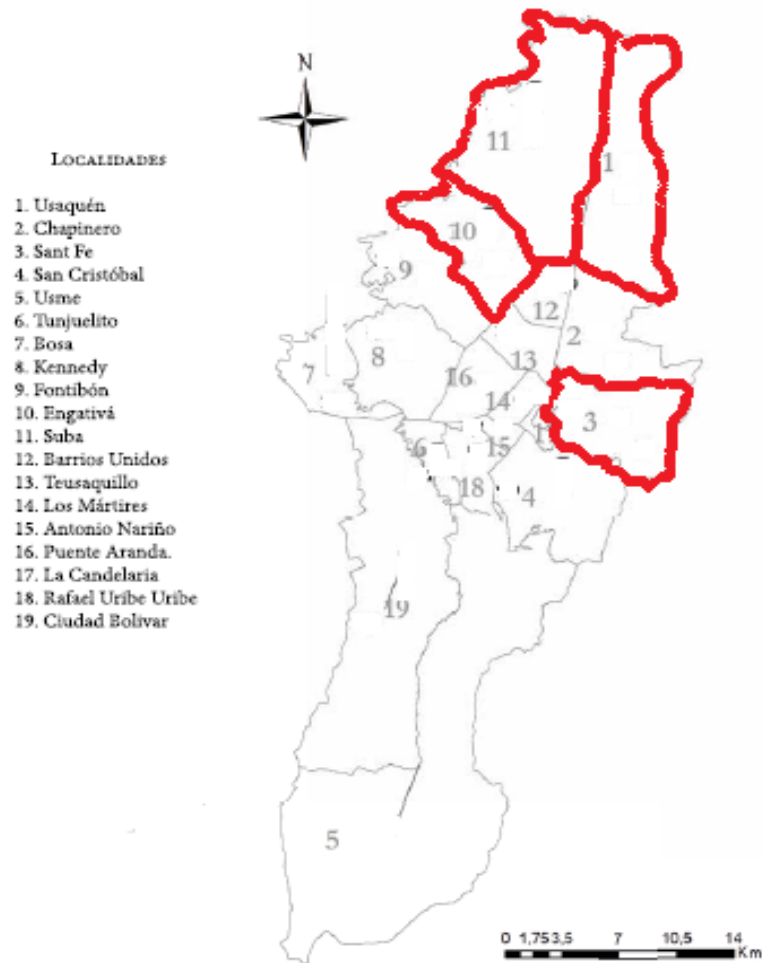 N
LOCALIDADES
1. Usaquén
2. Chapinero
3. Sant Fe
4. San Cristóbal
5. Usme
6. Tunjuelito
7. Bosa
8. Kennedy
9. Fontibón
10. Engativá
11. Suba
12. Barrios Unidos
13. Teusaquillo
14. Los Mártires
15. Antonio Nariño
16. Puente Aranda.
17. La Candelaria
18. Rafael Uribe Uribe
19. Ciudad Bolívar
11
1
10
9
12
2
8
7
16
13
14
3
6
15
18
4
19
5
0 1,75 3,5 7 10,5 14
Km